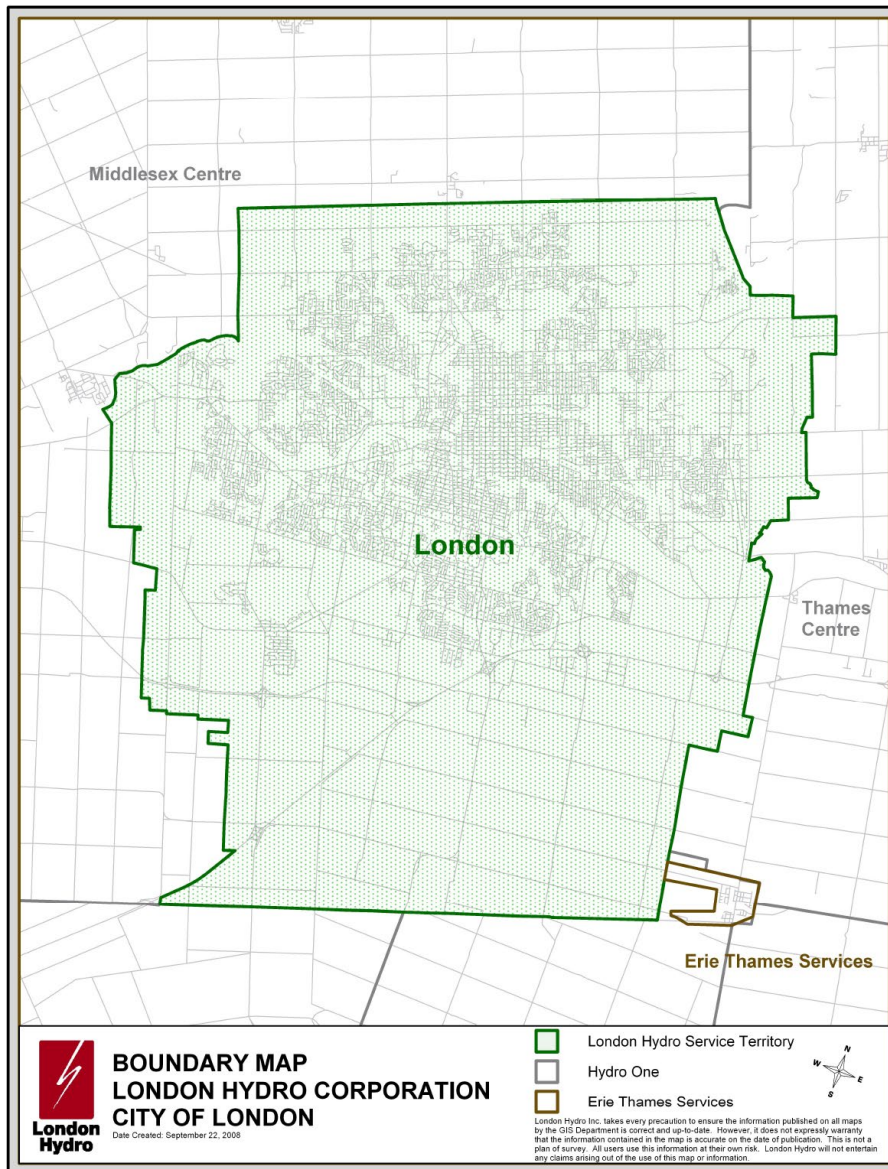 Middlesex Centre
London
Thames
Centre
Erie Thames Services
London
Hydro
BOUNDARY MAP
LONDON HYDRO CORPORATION
CITY OF LONDON
Date Created: September 22, 2008
London Hydro Service Territory
Hydro One
Erie Thames Services
N
W
E
S
London Hydro Inc. takes every precaution to ensure the information published on all maps
by the GIS Department is correct and up-to-date. However, it does not expressly warranty
that the information contained in the map is accurate on the date of publication. This is not a
plan of survey. All users use this information at their own risk. London Hydro will not entertain
any claims arising out of the use of this map or information.